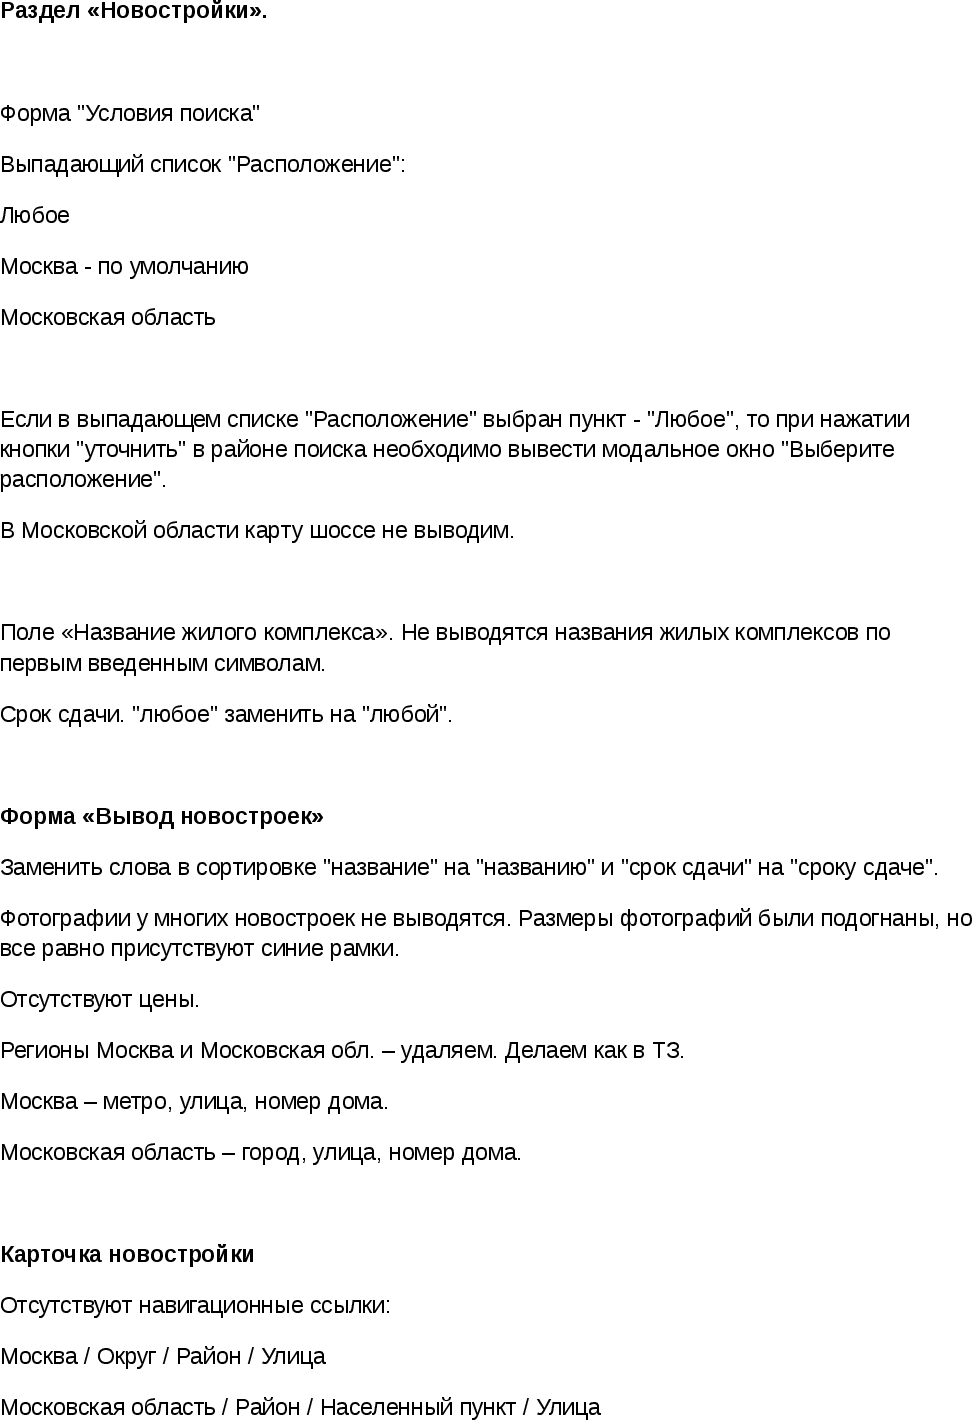 Раздел «Новостройки».
Форма "Условия поиска"
Выпадающий список "Расположение":
Любое
Москва - по умолчанию
Московская область
Если в выпадающем списке "Расположение" выбран пункт - "Любое", то при нажатии
кнопки "уточнить" в районе поиска необходимо вывести модальное окно "Выберите
расположение".
В Московской области карту шоссе не выводим.
Поле «Название жилого комплекса». Не выводятся названия жилых комплексов по
первым введенным символам.
Срок сдачи. "любое" заменить на "любой".
Форма «Вывод новостроек»
Заменить слова в сортировке "название" на "названию" и "срок сдачи" на "сроку сдаче".
Фотографии у многих новостроек не выводятся. Размеры фотографий были подогнаны, но
все равно присутствуют синие рамки.
Отсутствуют цены.
Регионы Москва и Московская обл. – удаляем. Делаем как в ТЗ.
Москва – метро, улица, номер дома.
Московская область – город, улица, номер дома.
Карточка новостройки
Отсутствуют навигационные ссылки:
Москва / Округ / Район / Улица
Московская область / Район / Населенный пункт / Улица